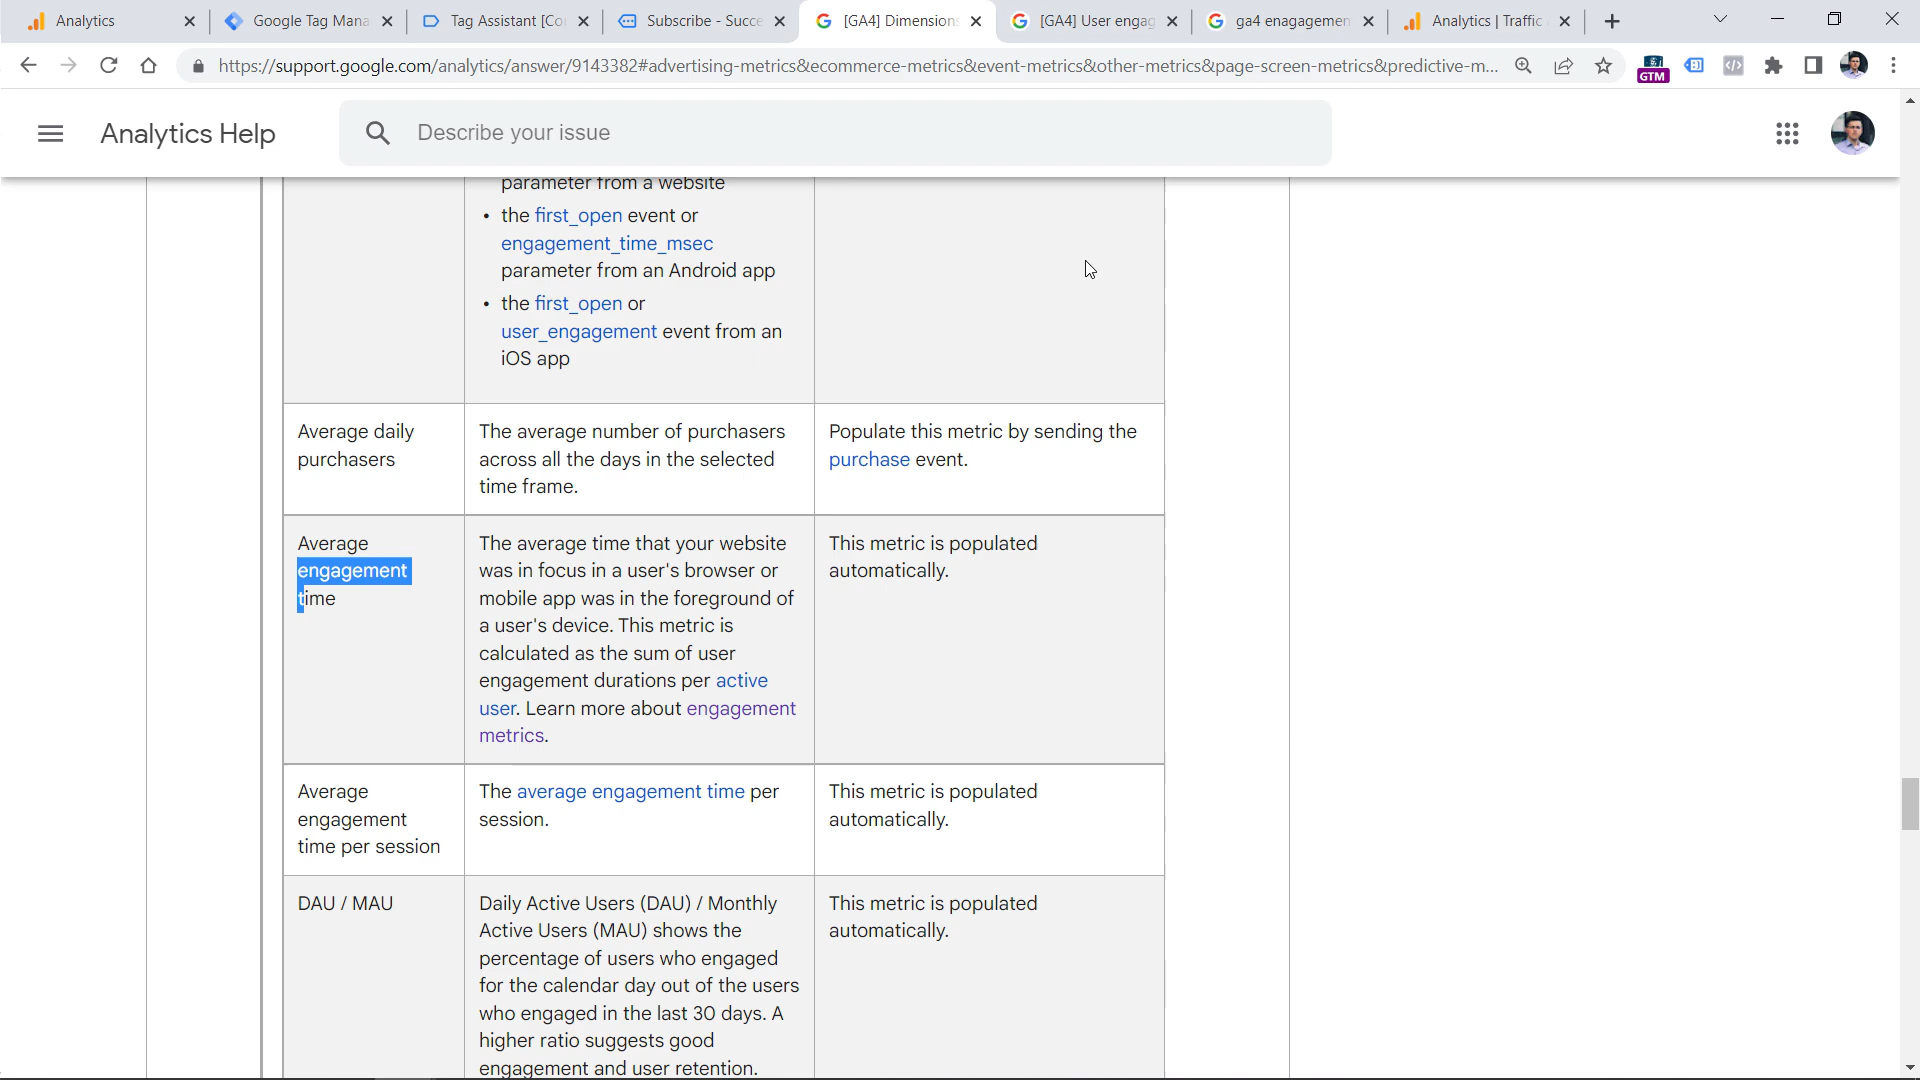 Analytics
Google Tag Mana
Tag Assistant [Co
Subscribe - Succe
[GA4] Dimension
[GA4] User engag
ga4 enagagemen
Analytics | Traffic
https://support.google.com/analytics/answer/9143382#advertising-metrics&ecommerce-metrics&event-metrics&other-metrics&page-screen-metrics&predictive-m...
GTM
Analytics Help
Describe your issue
parameter from a website
• the first_open event or
engagement_time_msec
parameter from an Android app
• the first_open or
user_engagement event from an
iOS app
Average daily
purchasers
The average number of purchasers
across all the days in the selected
time frame.
Populate this metric by sending the
purchase event.
Average
engagement
time
The average time that your website
was in focus in a user's browser or
mobile app was in the foreground of
a user's device. This metric is
calculated as the sum of user
engagement durations per active
user. Learn more about engagement
metrics.
This metric is populated
automatically.
Average
engagement
time per session
The average engagement time per
session.
This metric is populated
automatically.
DAU / MAU
Daily Active Users (DAU) / Monthly
Active Users (MAU) shows the
percentage of users who engaged
for the calendar day out of the users
who engaged in the last 30 days. A
higher ratio suggests good
engagement and user retention.
This metric is populated
automatically.